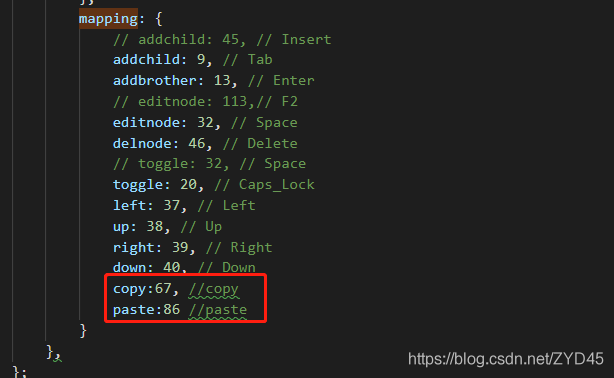 },
mapping: {
// addchild: 45, // Insert
addchild: 9, // Tab
addbrother: 13, // Enter
// editnode: 113,// F2
editnode: 32, // Space
delnode: 46, // Delete
// toggle: 32, // Space
toggle: 20, // Caps_Lock
left: 37, // Left
up: 38, // Up
right: 39, // Right
down: 40, // Down
copy:67, //copy
paste:86 //paste
}
},
};
https://blog.csdn.net/ZYD45